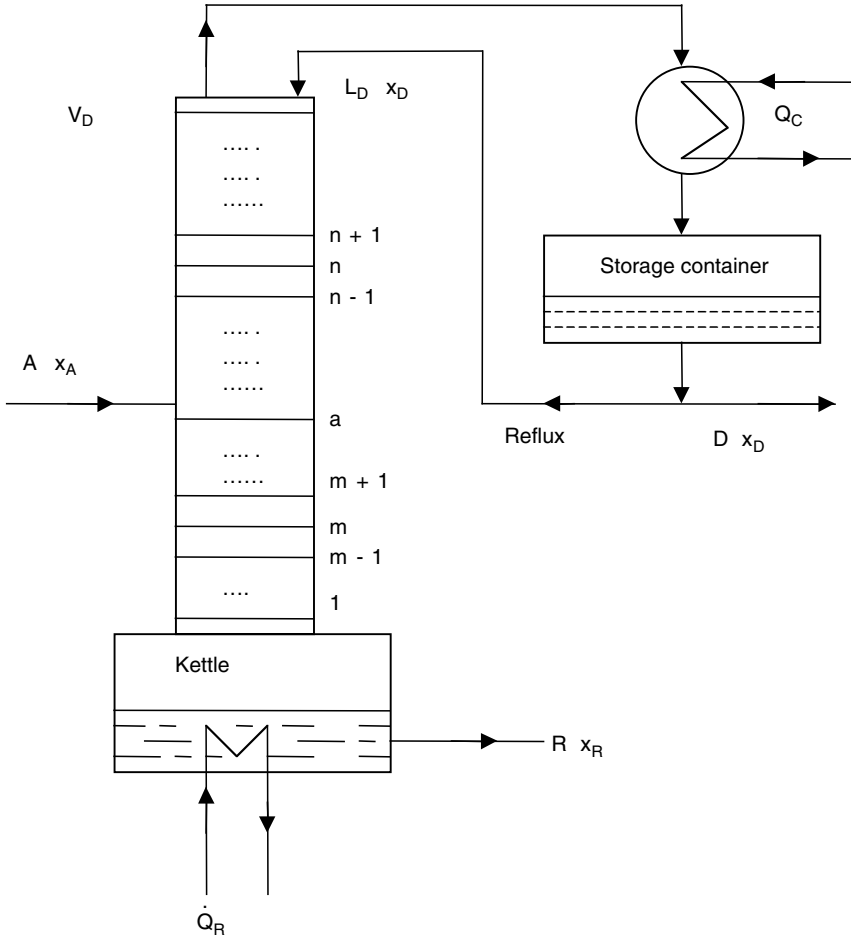 L_D x_D
V_D
Q_C
.... .
.... .
......
n + 1
Storage container
n
n - 1
.... .
.... .
......
A x_A
a
Reflux
D x_D
.... .
......
m + 1
m
m - 1
....
1
Kettle
R x_R
Q̇_R